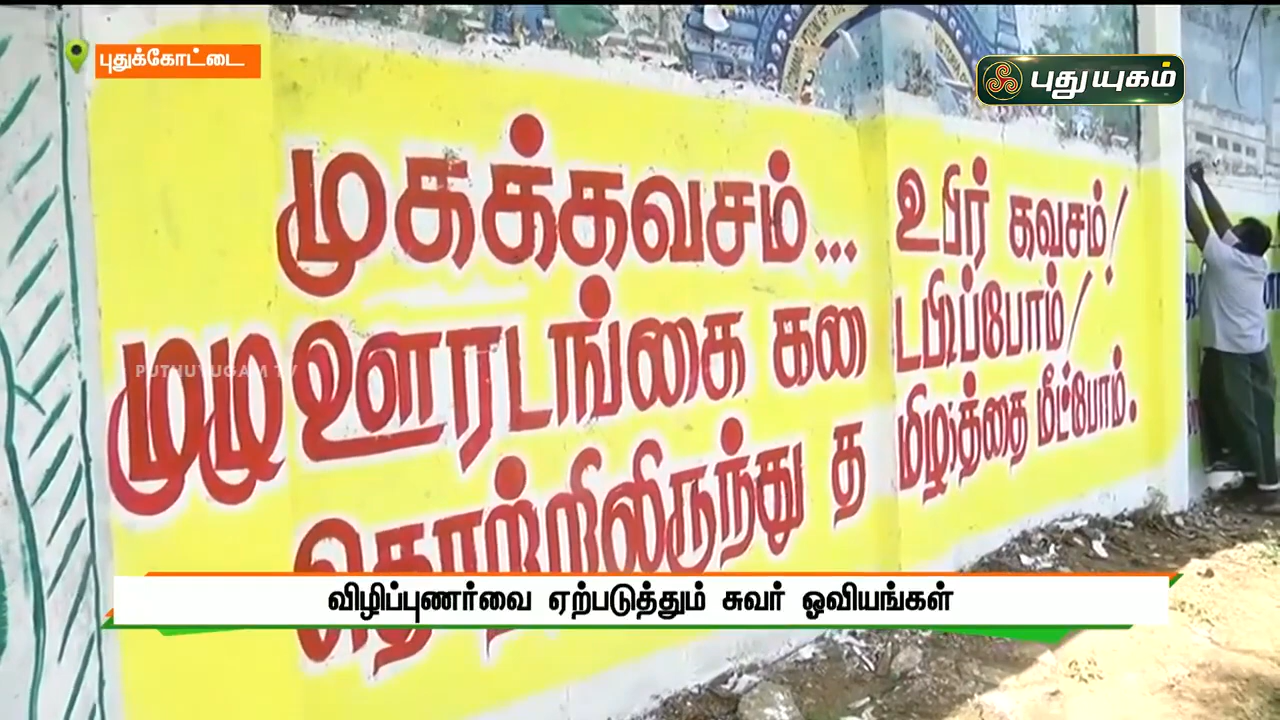 புதுக்கோட்டை
புதுயுகம்
முகக்கவசம்... உயிர் கவசம்!
முழு ஊரடங்கை கடைபிடிப்போம்!
தொற்றிலிருந்து தமிழகத்தை மீட்போம்.
PUTHUYUGAM TV
விழிப்புணர்வை ஏற்படுத்தும் சுவர் ஓவியங்கள்